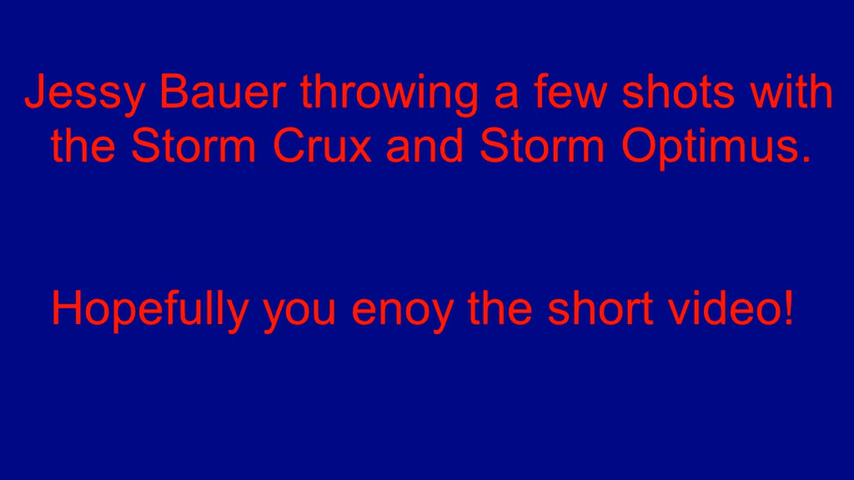 Jessy Bauer throwing a few shots with
the Storm Crux and Storm Optimus.
Hopefully you enoy the short video!